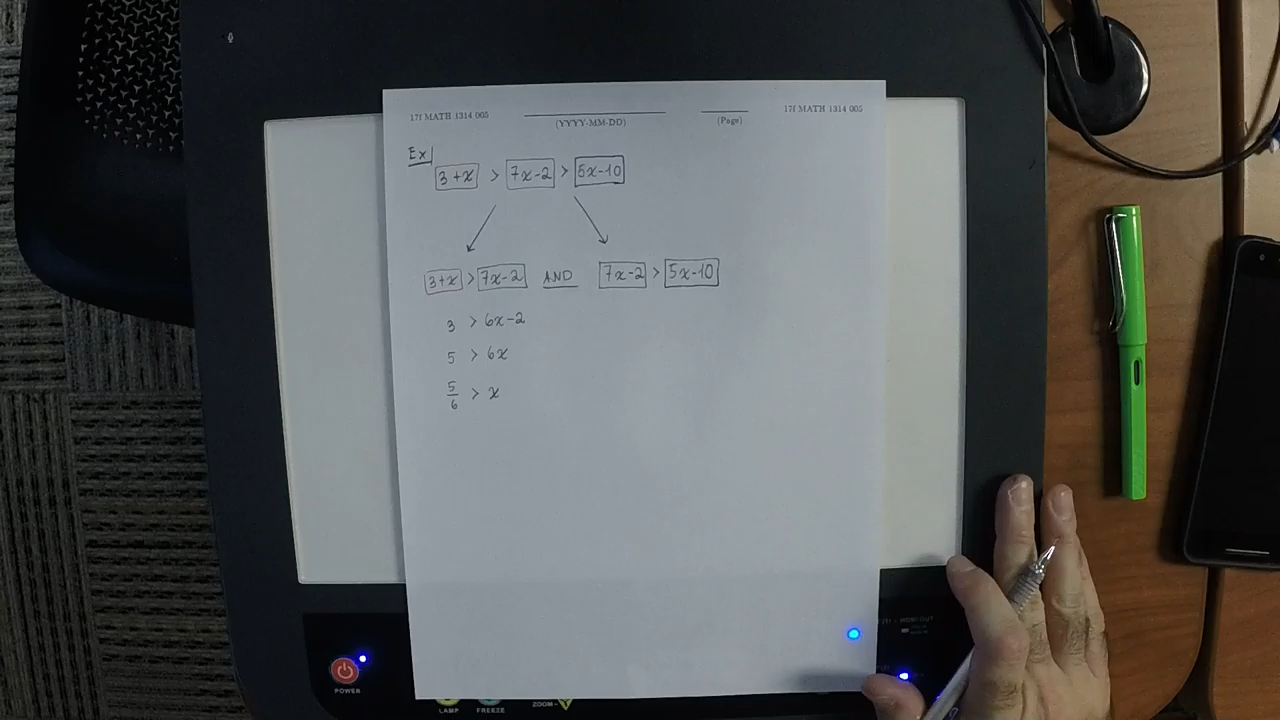 17f MATH 1314 005
(YYYY-MM-DD)
(Page)
17f MATH 1314 005
Ex
3+x > 7x-2 > 5x-10
3+x > 7x-2 AND 7x-2 > 5x-10
3 > 6x-2
5 > 6x
5/6 > x
POWER
LAMP
FREEZE
ZOOM